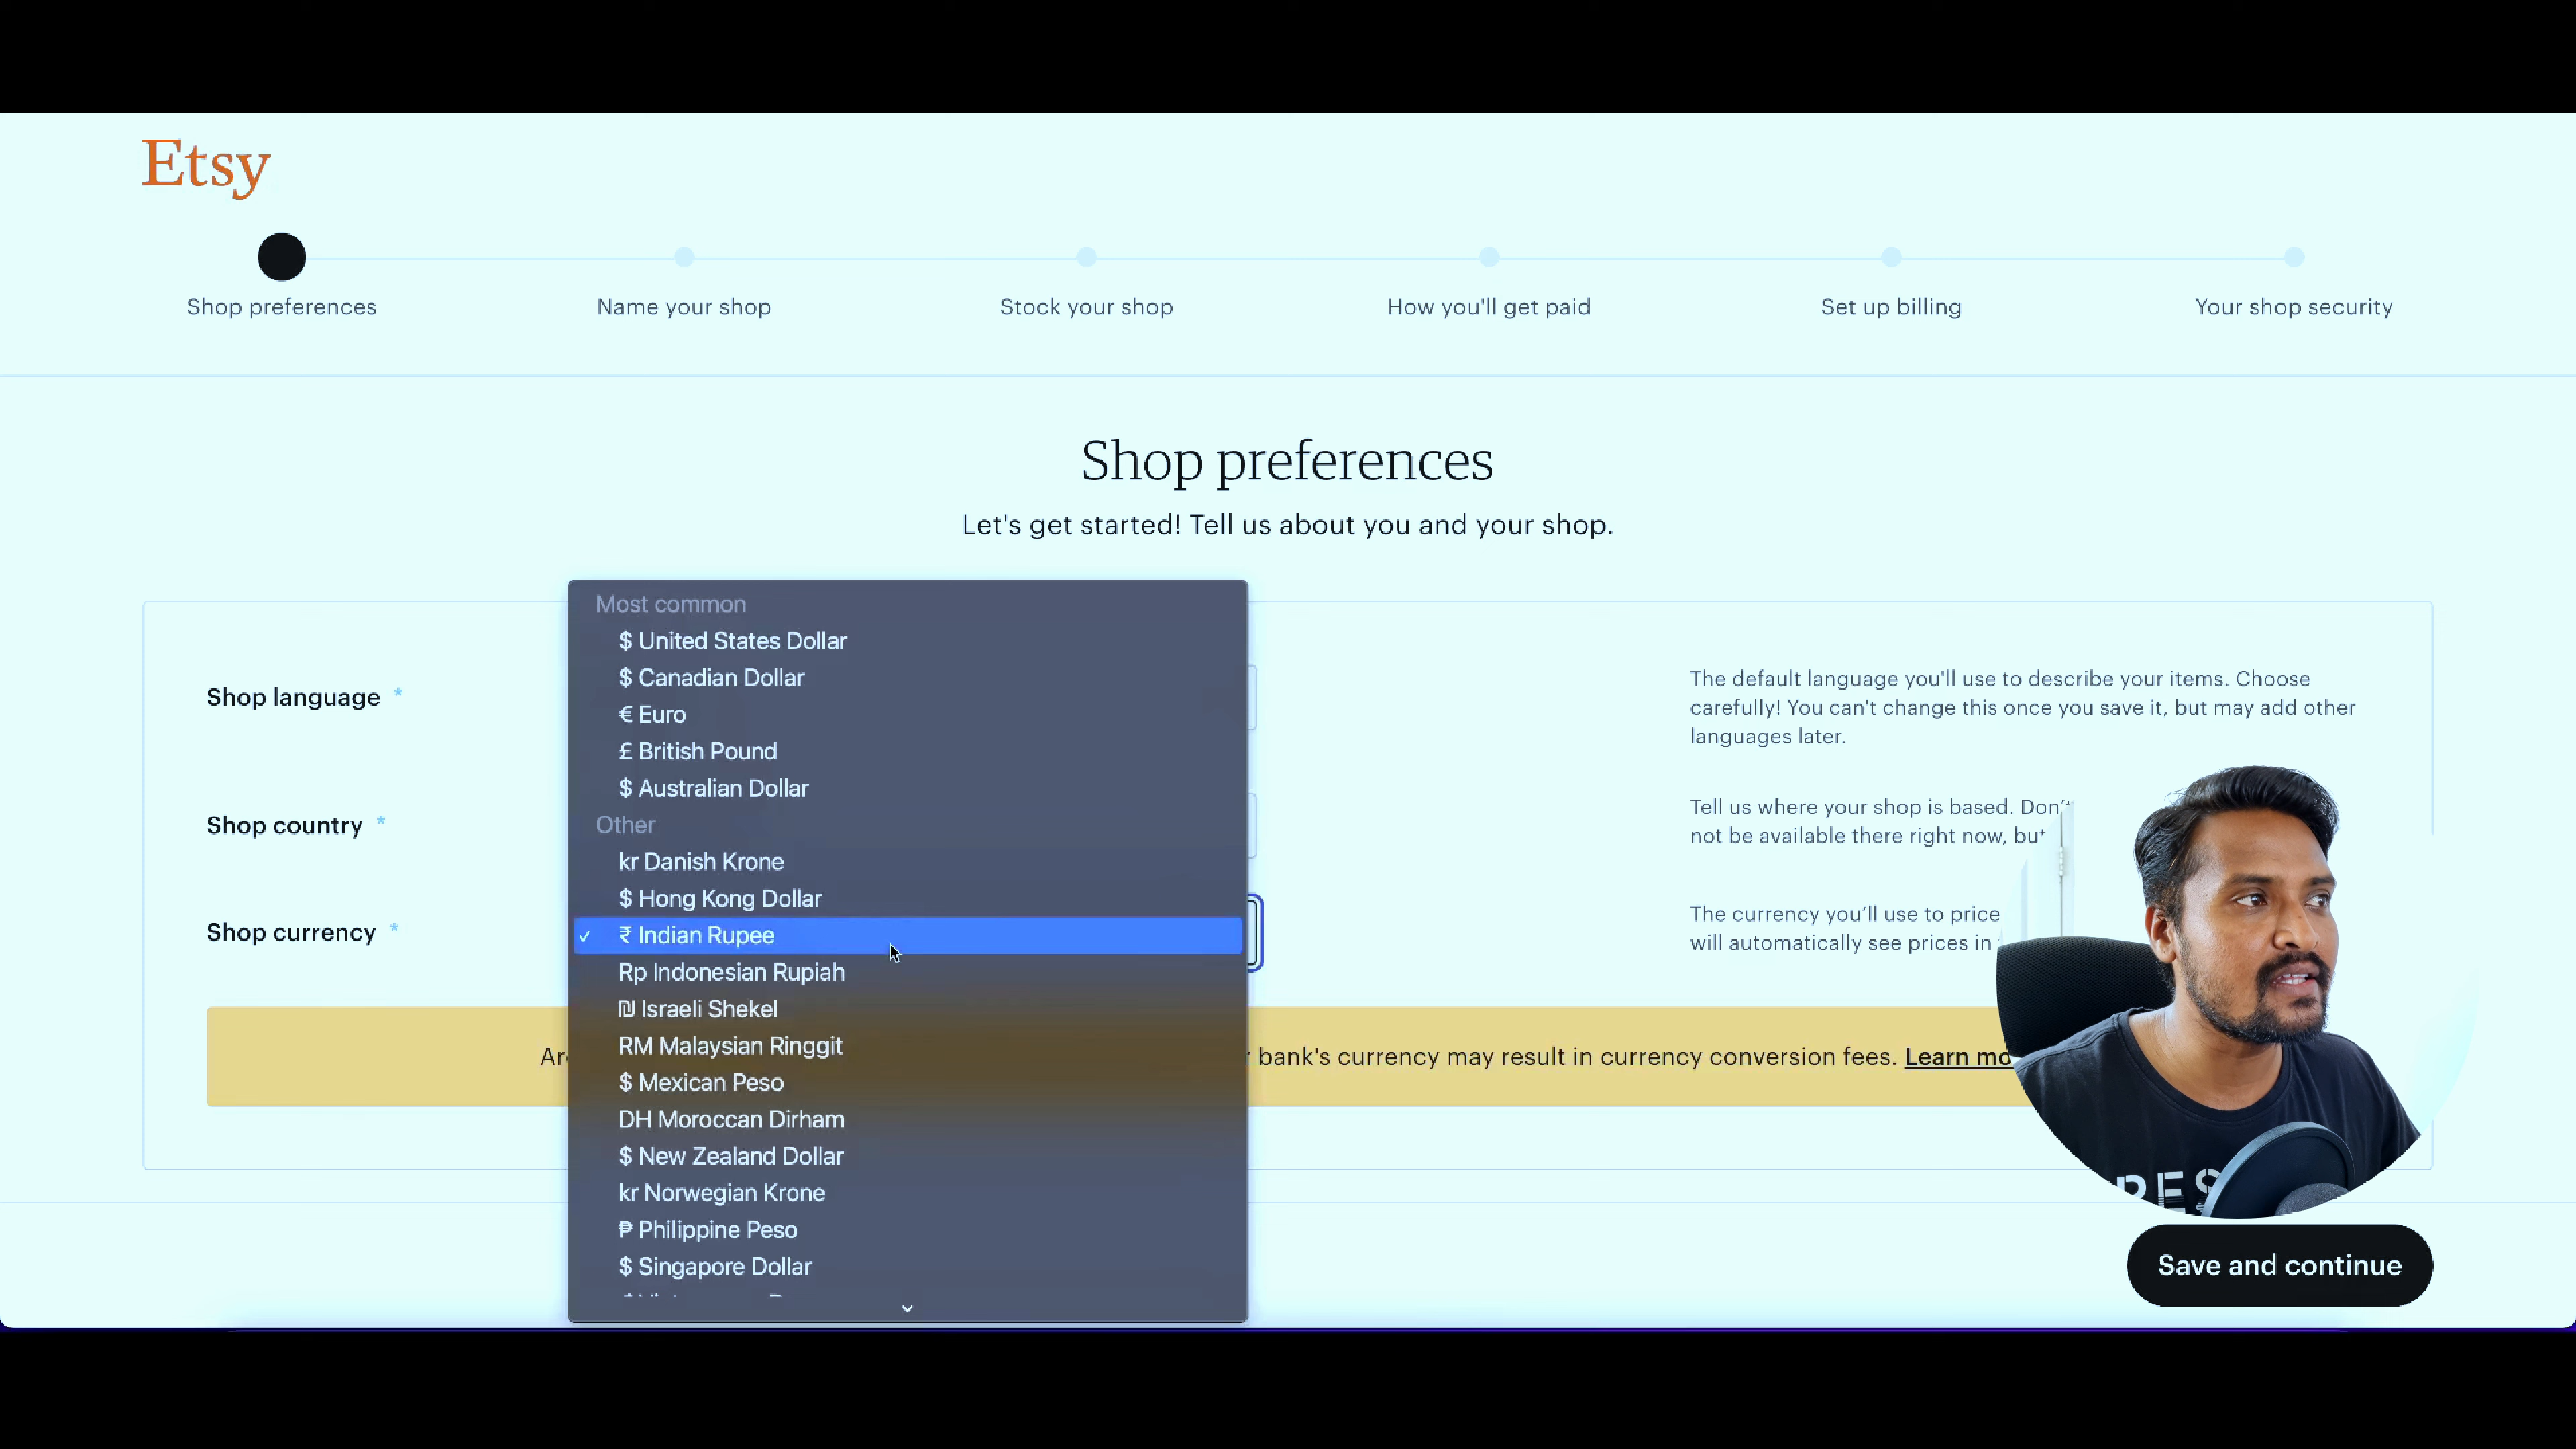 Etsy
Shop preferences
Name your shop
Stock your shop
How you'll get paid
Set up billing
Your shop security
Shop preferences
Let's get started! Tell us about you and your shop.
Most common
$ United States Dollar
$ Canadian Dollar
€ Euro
£ British Pound
$ Australian Dollar
Other
kr Danish Krone
$ Hong Kong Dollar
✓ ₹ Indian Rupee
Rp Indonesian Rupiah
₪ Israeli Shekel
RM Malaysian Ringgit
$ Mexican Peso
DH Moroccan Dirham
$ New Zealand Dollar
kr Norwegian Krone
₱ Philippine Peso
$ Singapore Dollar
Shop language *
The default language you'll use to describe your items. Choose
carefully! You can't change this once you save it, but may add other
languages later.
Shop country *
Tell us where your shop is based.
not be available there right now,
Shop currency *
The currency you'll use to price
will automatically see prices in
bank's currency may result in currency conversion fees. Learn
Save and continue